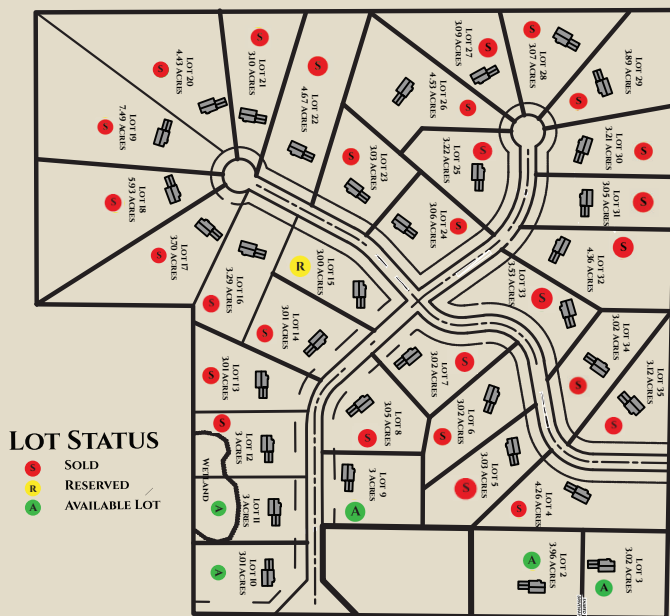 Lot 20
4.43 Acres
S
Lot 21
3.10 Acres
S
Lot 22
4.67 Acres
S
Lot 27
3.09 Acres
S
Lot 28
3.07 Acres
S
Lot 29
3.89 Acres
S
Lot 19
7.49 Acres
S
Lot 26
4.53 Acres
S
Lot 23
3.03 Acres
S
Lot 25
3.22 Acres
S
Lot 30
3.21 Acres
S
Lot 18
5.93 Acres
S
Lot 31
3.05 Acres
S
Lot 24
3.06 Acres
S
Lot 17
3.70 Acres
S
Lot 16
3.29 Acres
S
Lot 15
3.00 Acres
R
Lot 32
4.36 Acres
S
Lot 33
3.53 Acres
S
Lot 14
3.01 Acres
S
Lot 34
3.02 Acres
S
Lot 35
3.12 Acres
S
Lot 13
3.01 Acres
S
Lot 7
3.02 Acres
S
Lot 8
3.05 Acres
S
Lot 6
3.02 Acres
S
Lot 12
3 Acres
S
Wetland
Lot 9
3 Acres
A
Lot 5
3.03 Acres
S
Lot 4
4.26 Acres
S
Lot 11
3 Acres
A
Lot 10
3.01 Acres
A
Lot 2
3.96 Acres
A
Lot 3
3.02 Acres
A
Lot Status
S Sold
R Reserved
A Available Lot